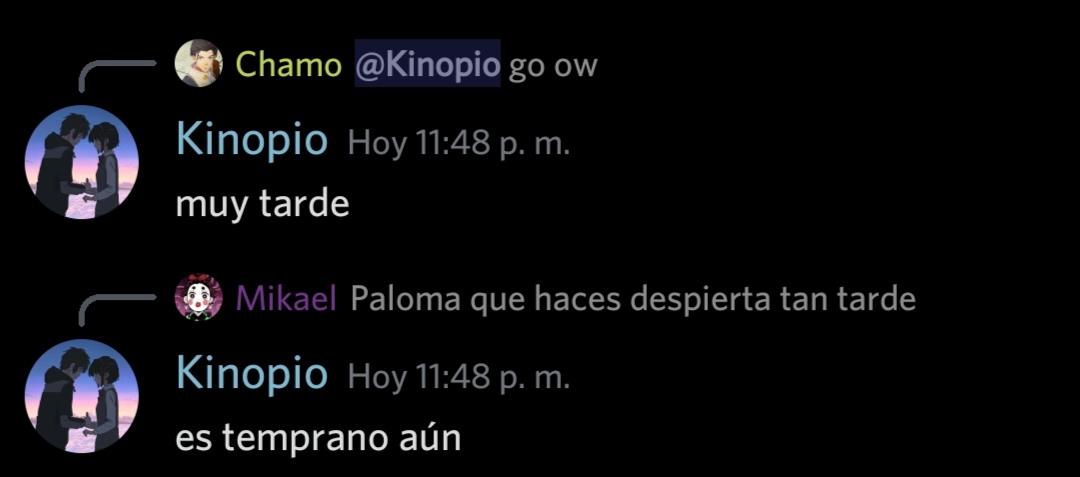 Chamo @Kinopio go ow
Kinopio Hoy 11:48 p. m.
muy tarde
Mikael Paloma que haces despierta tan tarde
Kinopio Hoy 11:48 p. m.
es temprano aún